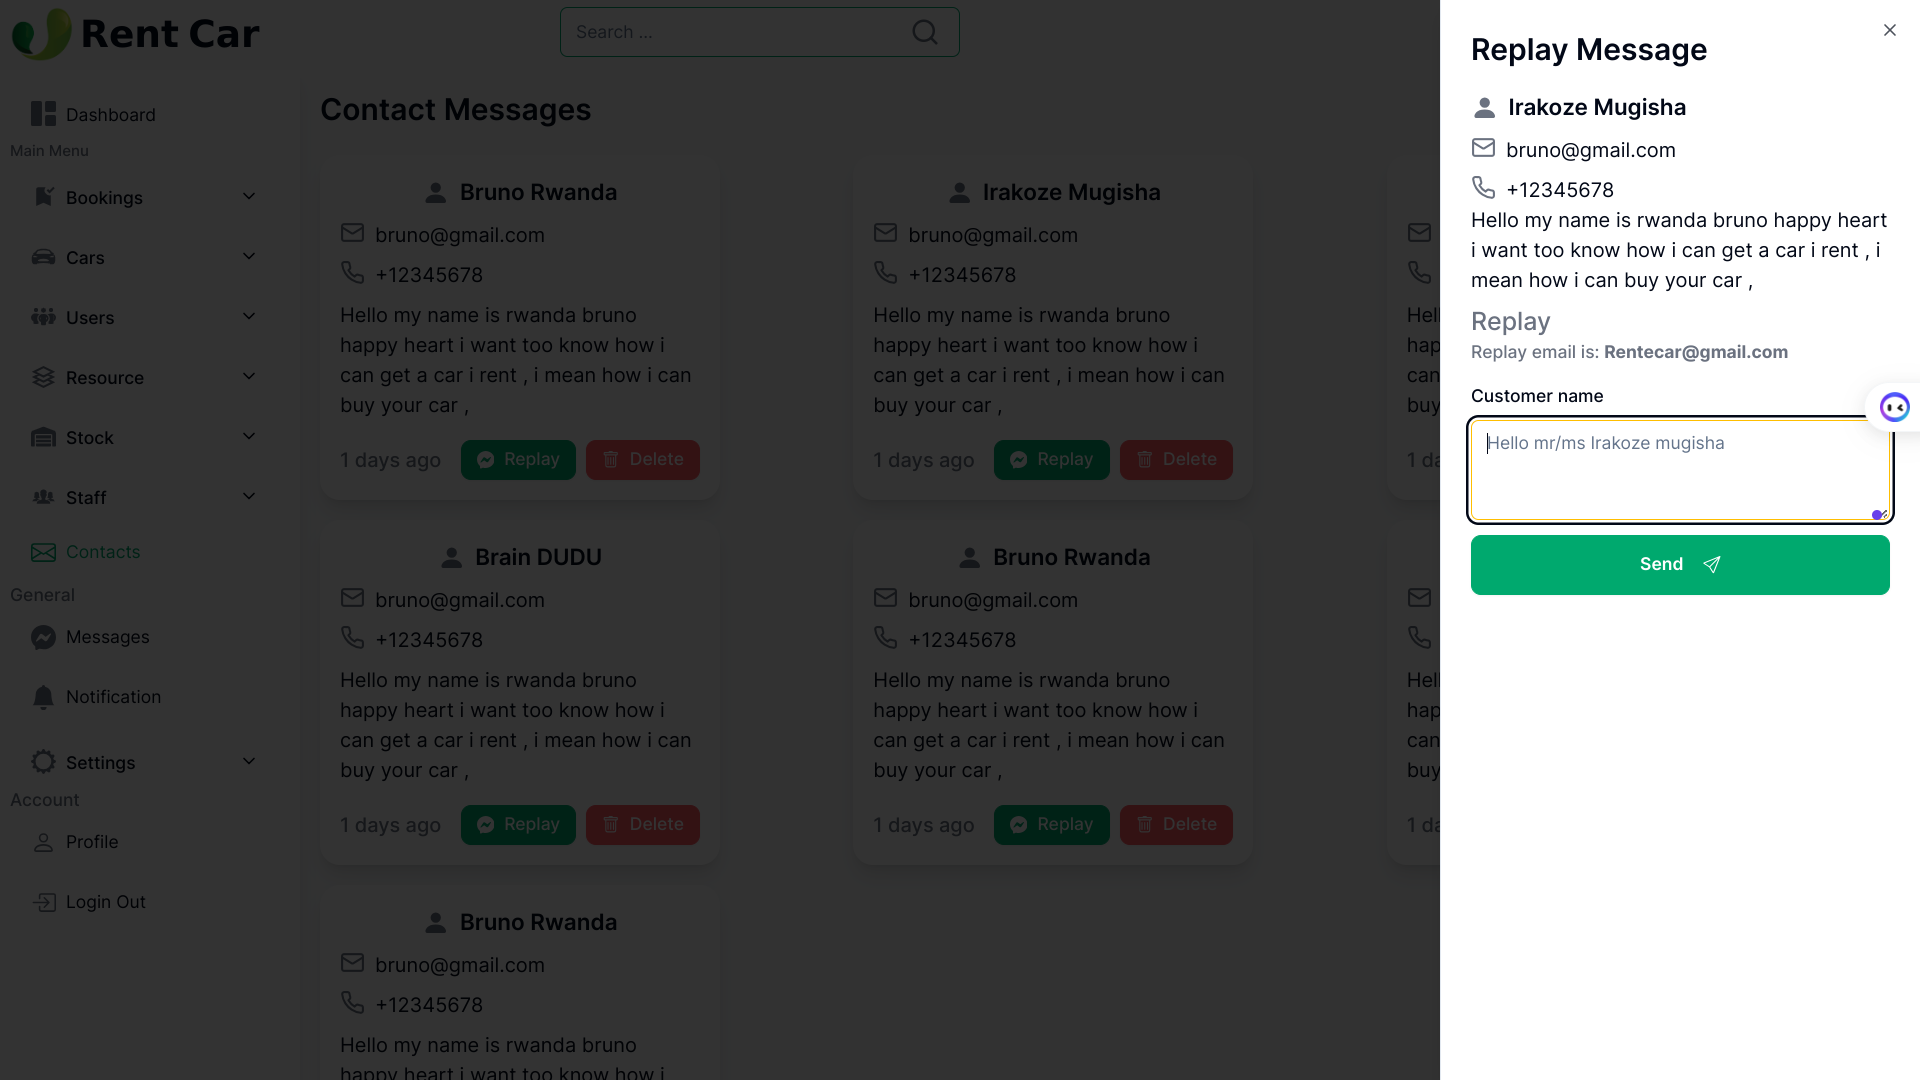 Rent Car
Search ...
Dashboard
Main Menu
Bookings
Cars
Users
Resource
Stock
Staff
Contacts
General
Messages
Notification
Settings
Account
Profile
Login Out
Contact Messages
Bruno Rwanda
bruno@gmail.com
+12345678
Hello my name is rwanda bruno
happy heart i want too know how i
can get a car i rent , i mean how i can
buy your car ,
1 days ago
Replay
Delete
Irakoze Mugisha
bruno@gmail.com
+12345678
Hello my name is rwanda bruno
happy heart i want too know how i
can get a car i rent , i mean how i can
buy your car ,
1 days ago
Replay
Delete
Hel
hap
can
buy
1 da
Brain DUDU
bruno@gmail.com
+12345678
Hello my name is rwanda bruno
happy heart i want too know how i
can get a car i rent , i mean how i can
buy your car ,
1 days ago
Replay
Delete
Bruno Rwanda
bruno@gmail.com
+12345678
Hello my name is rwanda bruno
happy heart i want too know how i
can get a car i rent , i mean how i can
buy your car ,
1 days ago
Replay
Delete
Hel
hap
can
buy
1 da
Bruno Rwanda
bruno@gmail.com
+12345678
Hello my name is rwanda bruno
happy heart i want too know how i
Replay Message
Irakoze Mugisha
bruno@gmail.com
+12345678
Hello my name is rwanda bruno happy heart
i want too know how i can get a car i rent , i
mean how i can buy your car ,
Replay
Replay email is: Rentecar@gmail.com
Customer name
Hello mr/ms Irakoze mugisha
Send